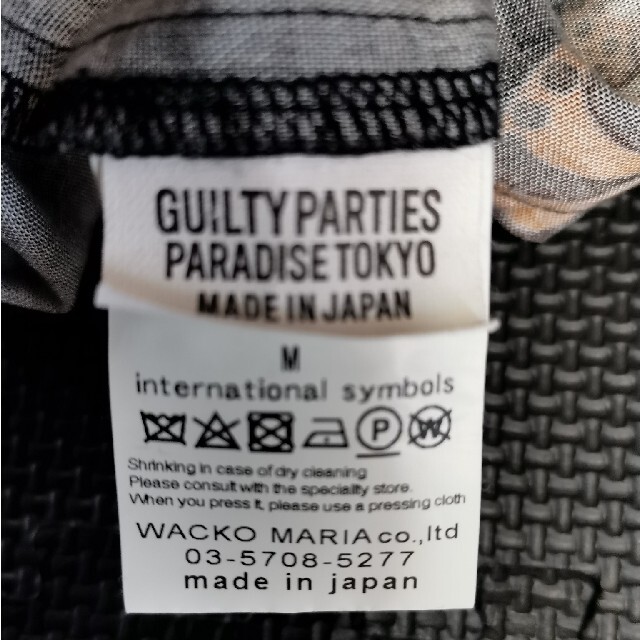 GUILTY PARTIES
PARADISE TOKYO
MADE IN JAPAN
M
international symbols
P W
Shrinking in case of dry cleaning
Please consult with the specialty store.
When you press it, please use a pressing cloth
WACKO MARIA co.,ltd
03-5708-5277
made in japan